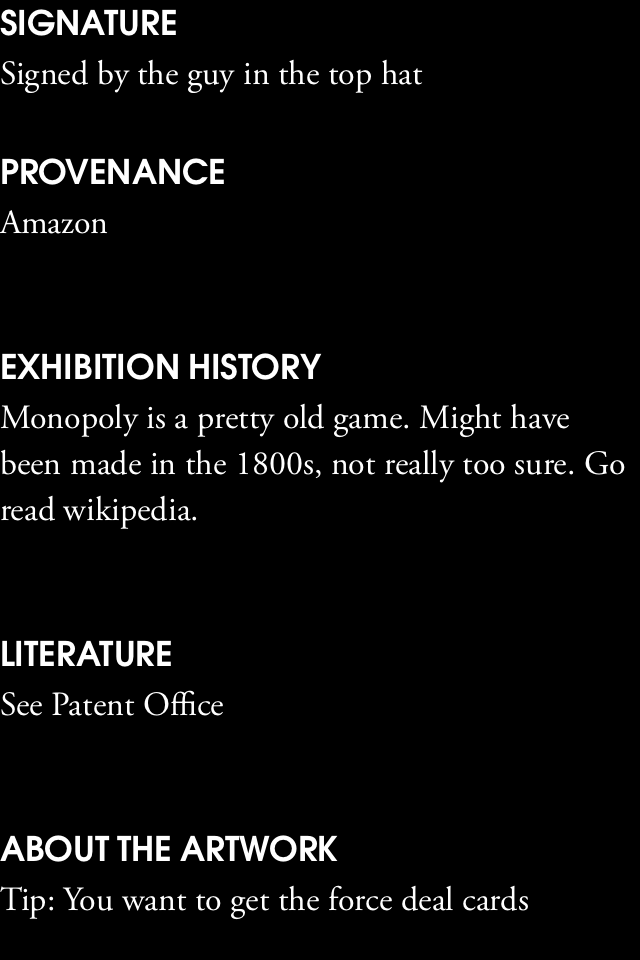 SIGNATURE
Signed by the guy in the top hat
PROVENANCE
Amazon
EXHIBITION HISTORY
Monopoly is a pretty old game. Might have
been made in the 1800s, not really too sure. Go
read wikipedia.
LITERATURE
See Patent Office
ABOUT THE ARTWORK
Tip: You want to get the force deal cards